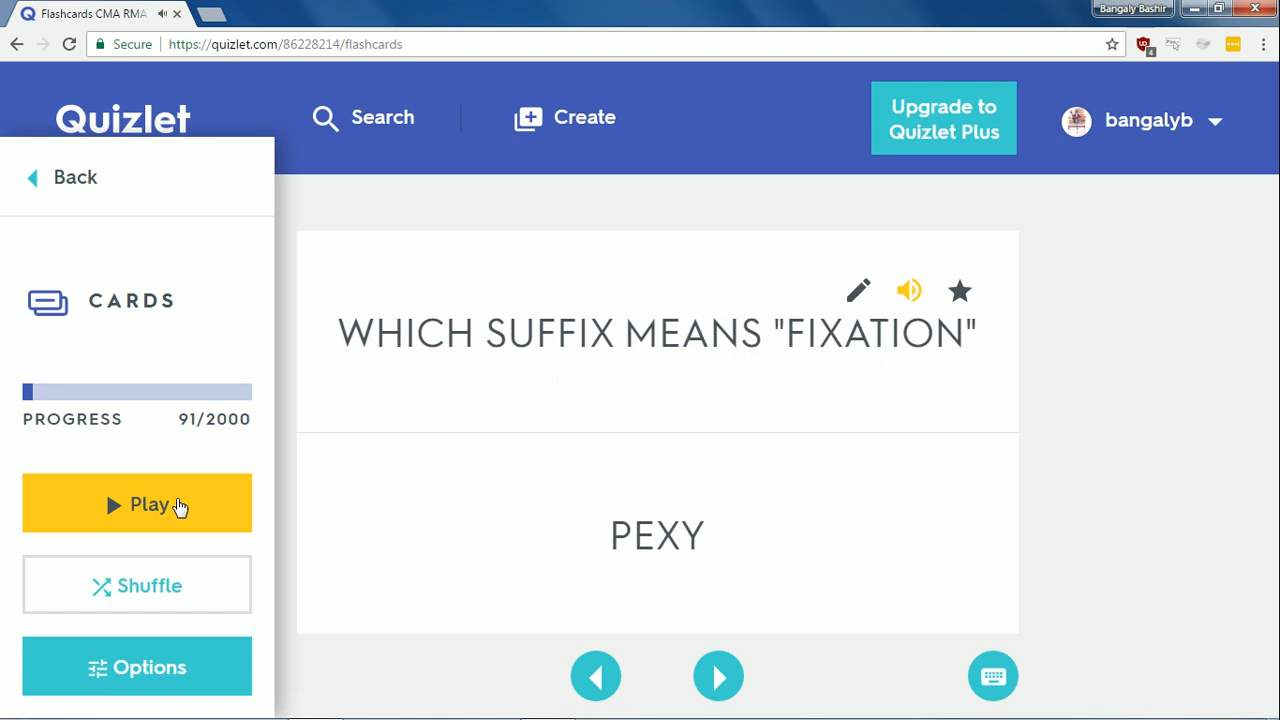 Flashcards CMA RMA
Bangaly Bashir
Secure
https://quizlet.com/86228214/flashcards
4
Quizlet
Search
Create
Upgrade to
Quizlet Plus
bangalyb
Back
CARDS
PROGRESS 91/2000
Play
Shuffle
Options
WHICH SUFFIX MEANS "FIXATION"
PEXY